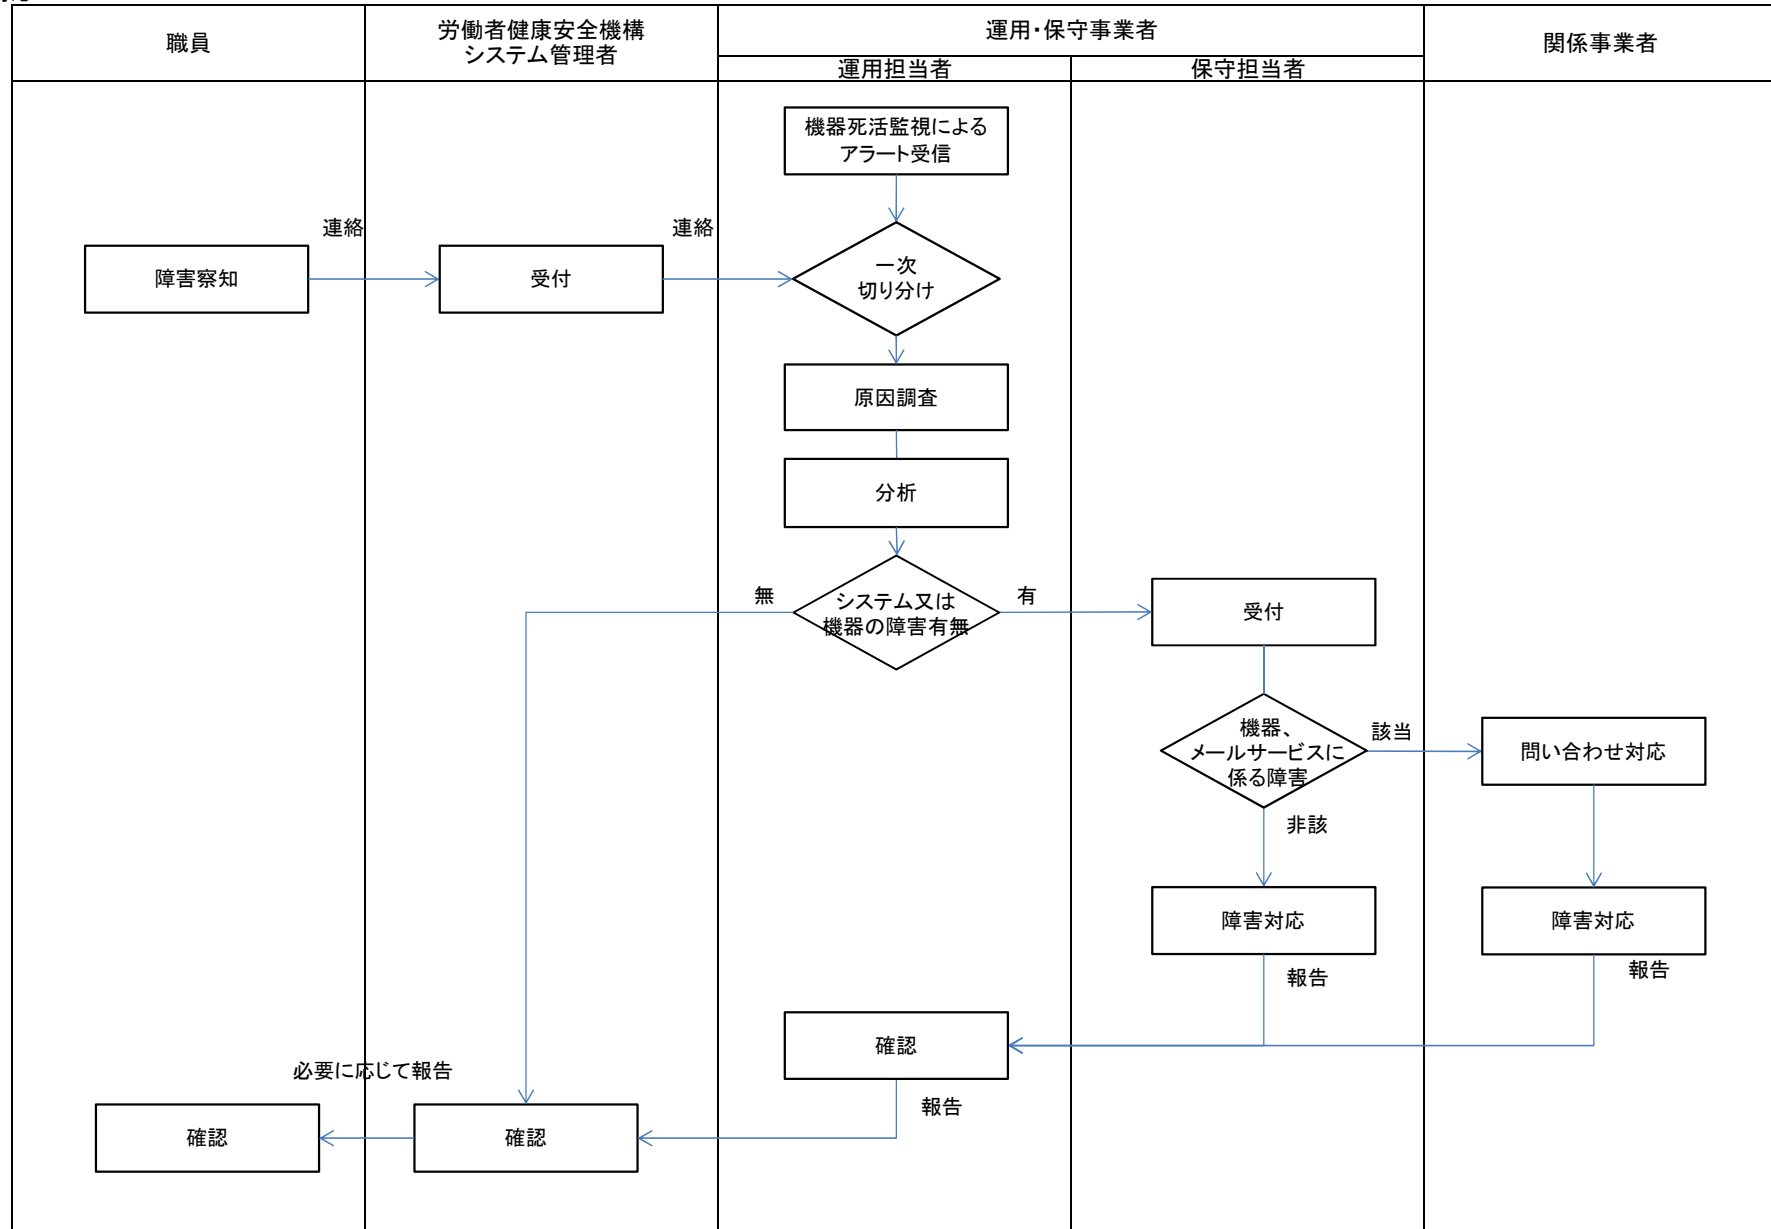 職員
労働者健康安全機構
システム管理者
運用・保守事業者
関係事業者
運用担当者
保守担当者
機器死活監視による
アラート受信
連絡
連絡
障害察知
受付
一次
切り分け
原因調査
分析
無
システム又は
機器の障害有無
有
受付
機器、
メールサービスに
係る障害
該当
問い合わせ対応
非該
障害対応
障害対応
報告
報告
確認
必要に応じて報告
報告
確認
確認